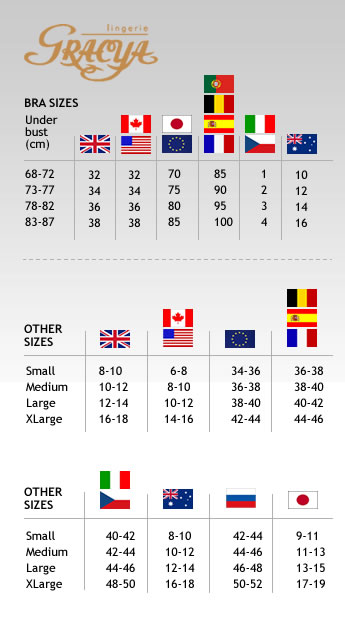 lingerie
GRACYA
BRA SIZES
Under
bust
(cm)
68-72 32 32 70 85 1 10
73-77 34 34 75 90 2 12
78-82 36 36 80 95 3 14
83-87 38 38 85 100 4 16
OTHER
SIZES
Small 8-10 6-8 34-36 36-38
Medium 10-12 8-10 36-38 38-40
Large 12-14 10-12 38-40 40-42
XLarge 16-18 14-16 42-44 44-46
OTHER
SIZES
Small 40-42 8-10 42-44 9-11
Medium 42-44 10-12 44-46 11-13
Large 44-46 12-14 46-48 13-15
XLarge 48-50 16-18 50-52 17-19